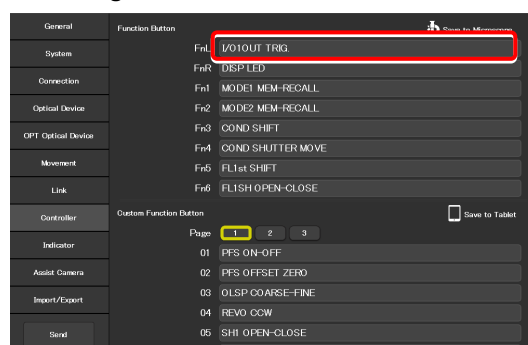 General
System
Connection
Optical Device
OPT Optical Device
Movement
Link
Controller
Indicator
Assist Camera
Import/Export
Send
Function Button
Save to Microscope
FnL I/O1OUT TRIG.
FnR DISP LED
Fn1 MODE1 MEM-RECALL
Fn2 MODE2 MEM-RECALL
Fn3 COND SHIFT
Fn4 COND SHUTTER MOVE
Fn5 FL1st SHIFT
Fn6 FL1SH OPEN-CLOSE
Custom Function Button
Save to Tablet
Page 1 2 3
01 PFS ON-OFF
02 PFS OFFSET ZERO
03 OLSP COARSE-FINE
04 REVO CCW
05 SH1 OPEN-CLOSE